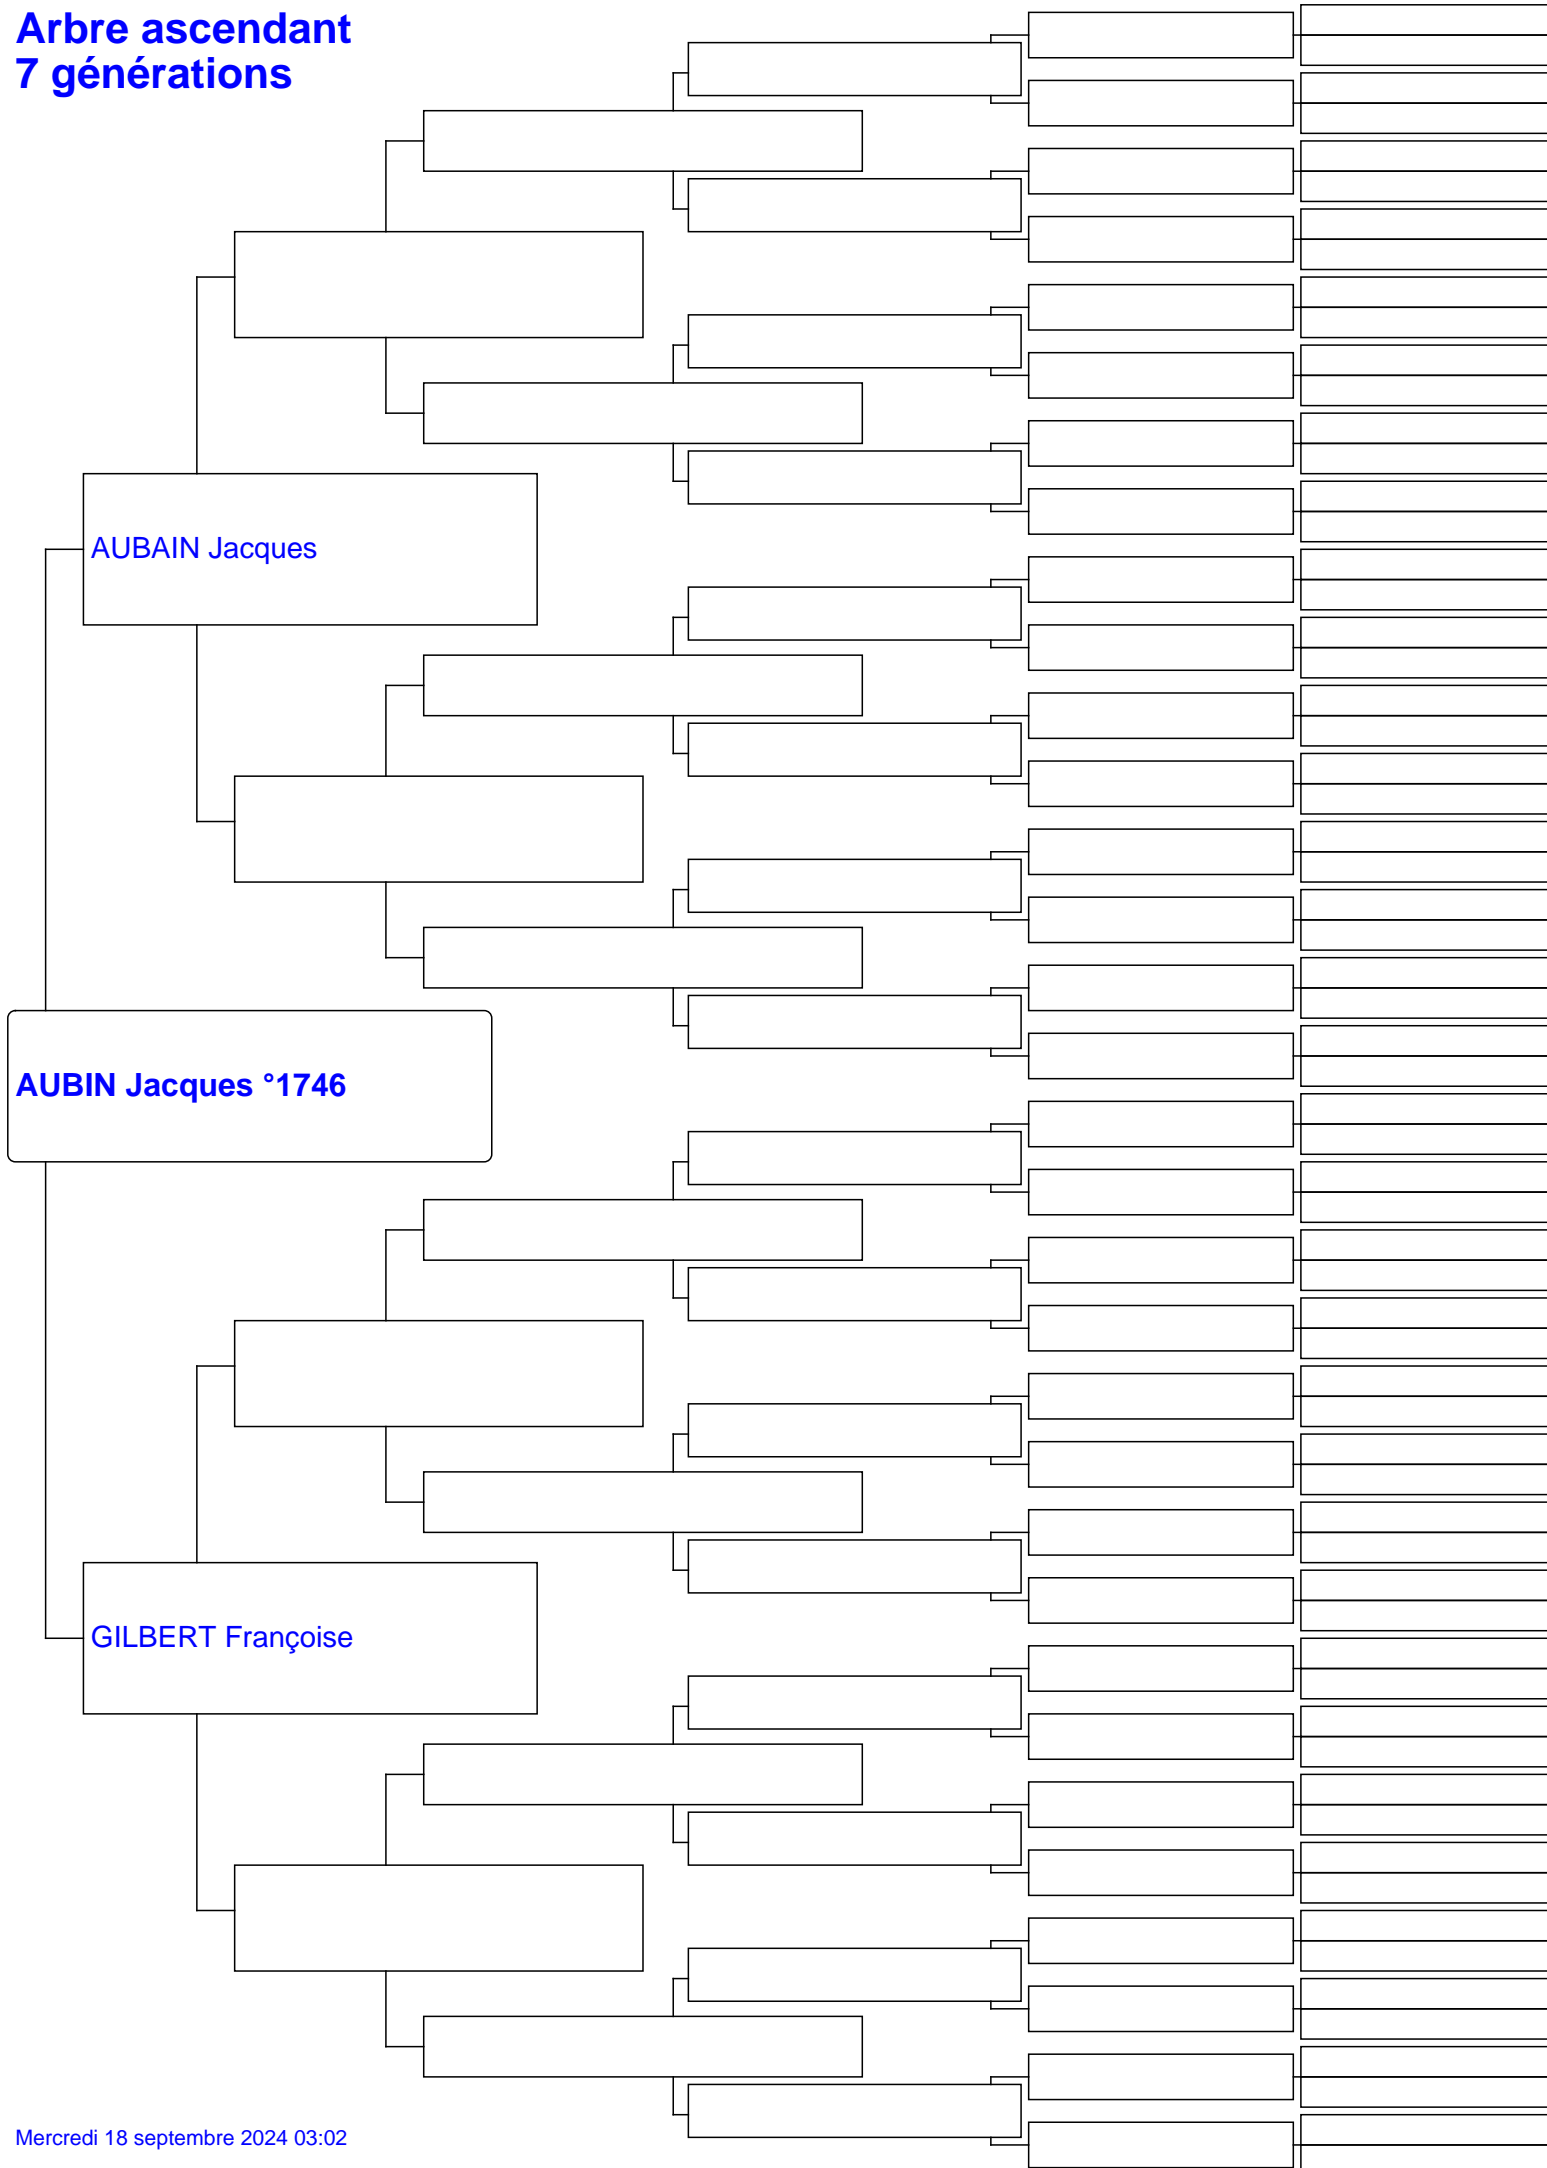 Arbre ascendant
7 générations
AUBAIN Jacques
AUBIN Jacques °1746
GILBERT Françoise
Mercredi 18 septembre 2024 03:02